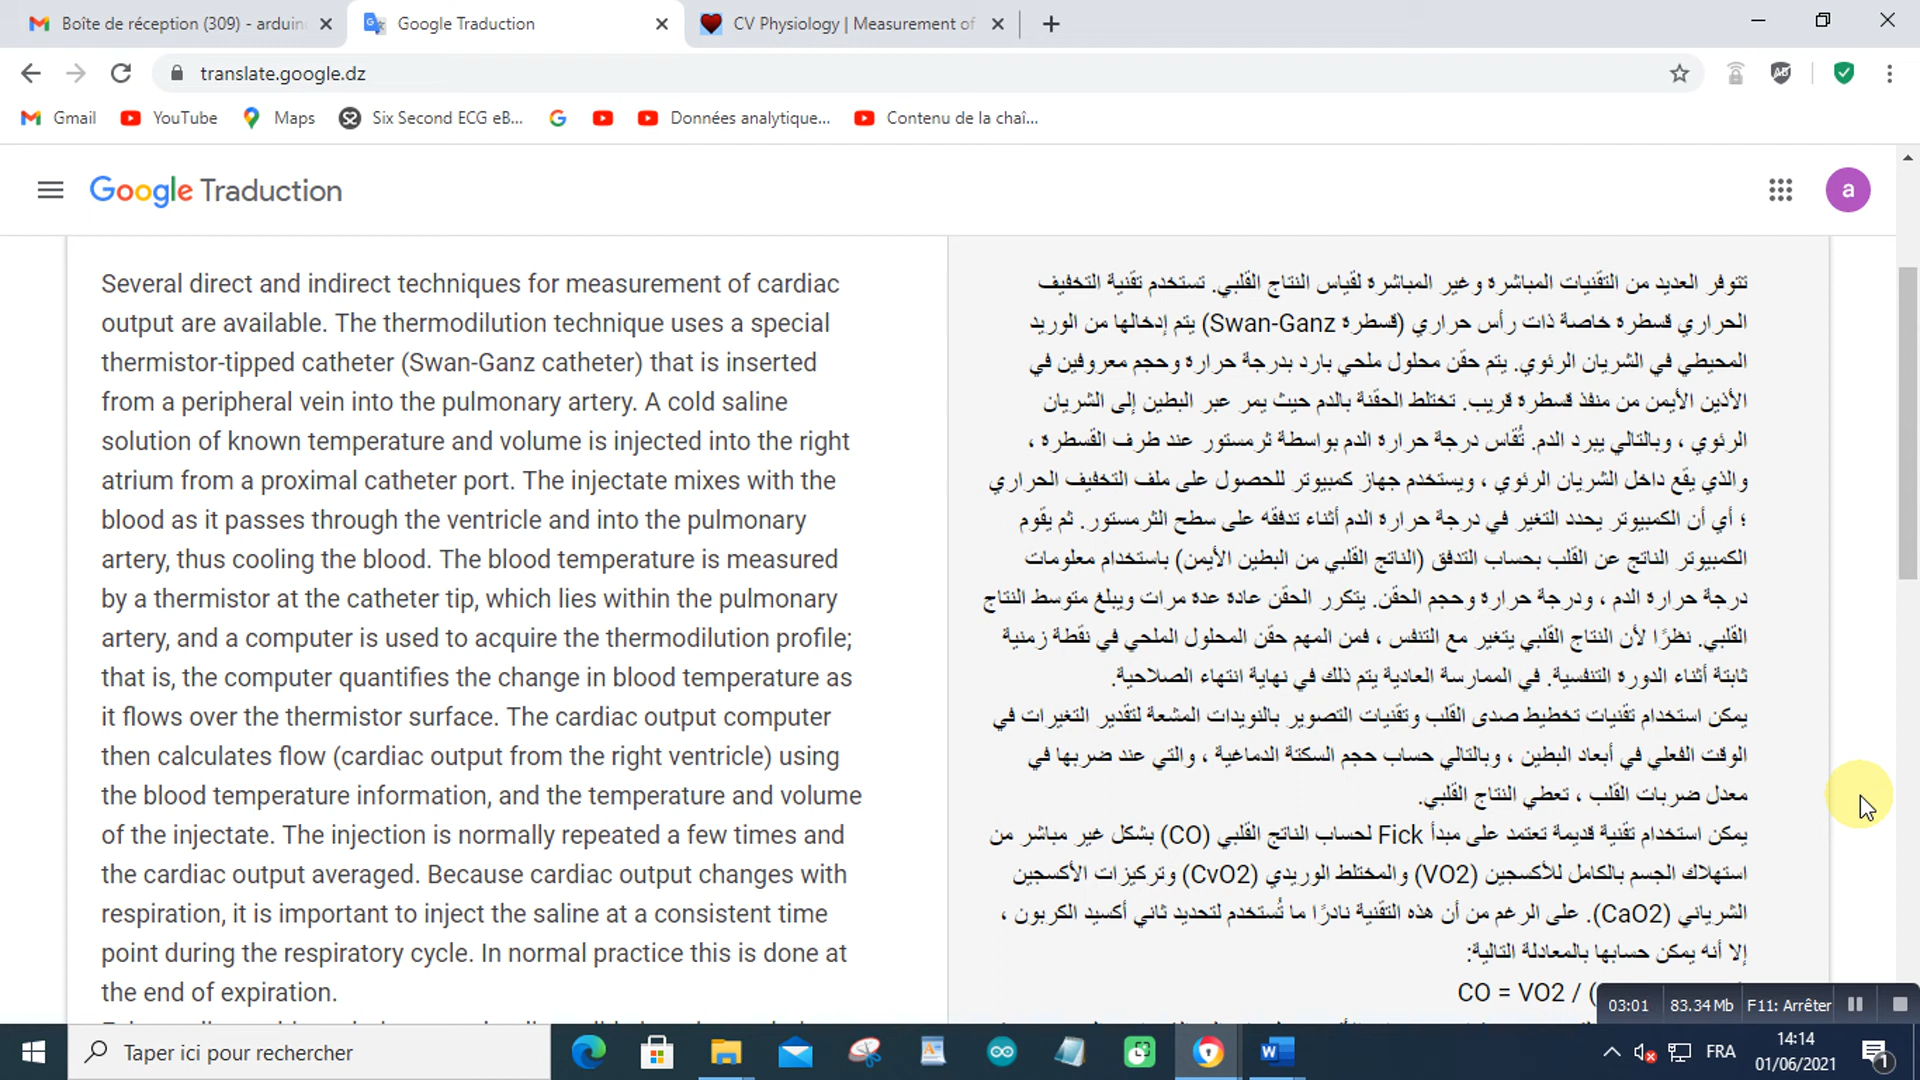 Boîte de réception (309) - arduin
Google Traduction
CV Physiology | Measurement of
translate.google.dz
Gmail
YouTube
Maps
Six Second ECG eB...
Données analytique...
Contenu de la chaî...
Google Traduction
a
Several direct and indirect techniques for measurement of cardiac
output are available. The thermodilution technique uses a special
thermistor-tipped catheter (Swan-Ganz catheter) that is inserted
from a peripheral vein into the pulmonary artery. A cold saline
solution of known temperature and volume is injected into the right
atrium from a proximal catheter port. The injectate mixes with the
blood as it passes through the ventricle and into the pulmonary
artery, thus cooling the blood. The blood temperature is measured
by a thermistor at the catheter tip, which lies within the pulmonary
artery, and a computer is used to acquire the thermodilution profile;
that is, the computer quantifies the change in blood temperature as
it flows over the thermistor surface. The cardiac output computer
then calculates flow (cardiac output from the right ventricle) using
the blood temperature information, and the temperature and volume
of the injectate. The injection is normally repeated a few times and
the cardiac output averaged. Because cardiac output changes with
respiration, it is important to inject the saline at a consistent time
point during the respiratory cycle. In normal practice this is done at
the end of expiration.
تتوفر العديد من التقنيات المباشرة وغير المباشرة لقياس النتاج القلبي. تستخدم تقنية التخفيف
الحراري قسطرة خاصة ذات رأس حراري (قسطرة Swan-Ganz) يتم إدخالها من الوريد
المحيطي في الشريان الرئوي. يتم حقن محلول ملحي بارد بدرجة حرارة وحجم معروفين في
الأذين الأيمن من منفذ قسطرة قريب. تختلط الحقنة بالدم حيث يمر عبر البطين إلى الشريان
الرئوي ، وبالتالي يبرد الدم. تُقاس درجة حرارة الدم بواسطة ثرمستور عند طرف القسطرة ،
والذي يقع داخل الشريان الرئوي ، ويستخدم جهاز كمبيوتر للحصول على ملف التخفيف الحراري
؛ أي أن الكمبيوتر يحدد التغير في درجة حرارة الدم أثناء تدفقه على سطح الثرمستور. ثم يقوم
الكمبيوتر الناتج عن القلب بحساب التدفق (الناتج القلبي من البطين الأيمن) باستخدام معلومات
درجة حرارة الدم ، ودرجة حرارة وحجم الحقن. يتكرر الحقن عادة عدة مرات ويبلغ متوسط النتاج
القلبي. نظرًا لأن النتاج القلبي يتغير مع التنفس ، فمن المهم حقن المحلول الملحي في نقطة زمنية
ثابتة أثناء الدورة التنفسية. في الممارسة العادية يتم ذلك في نهاية انتهاء الصلاحية.
يمكن استخدام تقنيات تخطيط صدى القلب وتقنيات التصوير بالنويدات المشعة لتقدير التغيرات في
الوقت الفعلي في أبعاد البطين ، وبالتالي حساب حجم السكتة الدماغية ، والتي عند ضربها في
معدل ضربات القلب ، تعطي النتاج القلبي.
يمكن استخدام تقنية قديمة تعتمد على مبدأ Fick لحساب الناتج القلبي (CO) بشكل غير مباشر من
استهلاك الجسم بالكامل للأكسجين (VO2) والمختلط الوريدي (CvO2) وتركيزات الأكسجين
الشرياني (CaO2). على الرغم من أن هذه التقنية نادرًا ما تُستخدم لتحديد ثاني أكسيد الكربون ،
إلا أنه يمكن حسابها بالمعادلة التالية:
CO = VO2 / (
03:01 83.34 Mb F11: Arrêter
Taper ici pour rechercher
FRA
14:14
01/06/2021
1